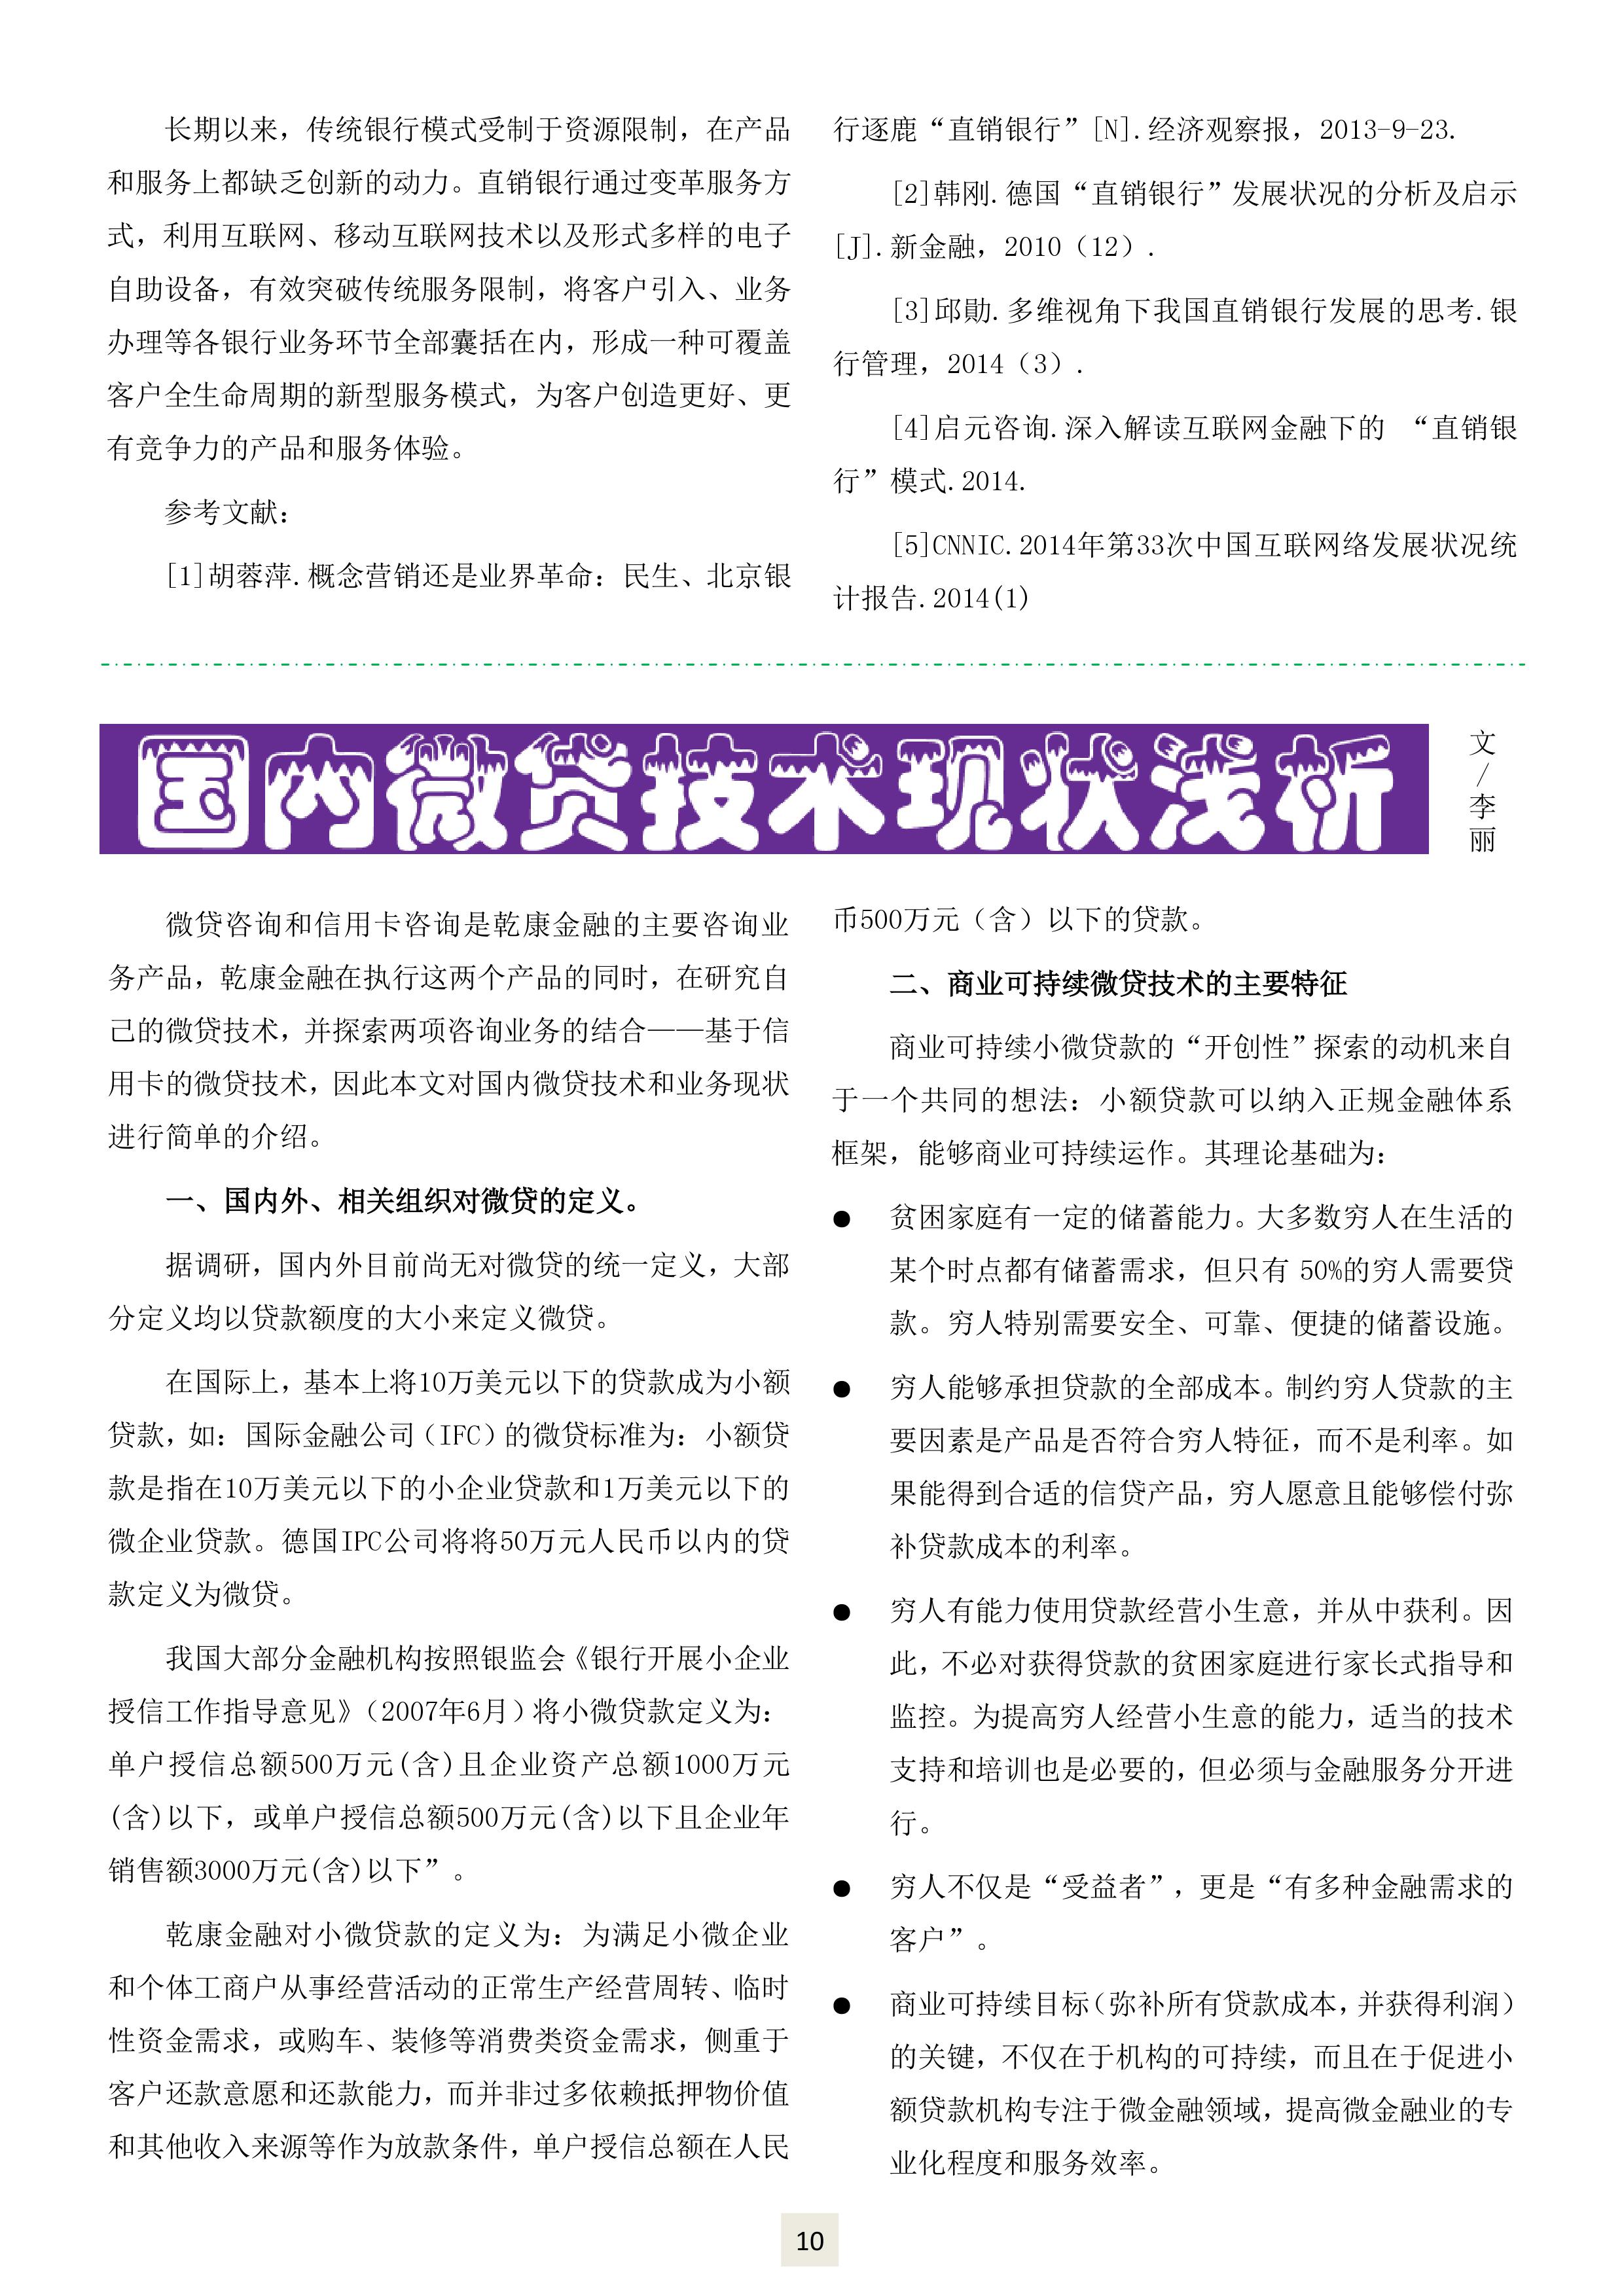 长期以来，传统银行模式受制于资源限制，在产品
和服务上都缺乏创新的动力。直销银行通过变革服务方
式，利用互联网、移动互联网技术以及形式多样的电子
自助设备，有效突破传统服务限制，将客户引入、业务
办理等各银行业务环节全部囊括在内，形成一种可覆盖
客户全生命周期的新型服务模式，为客户创造更好、更
有竞争力的产品和服务体验。
参考文献：
[1]胡蓉萍.概念营销还是业界革命：民生、北京银
行逐鹿“直销银行”[N].经济观察报，2013-9-23.
[2]韩刚.德国“直销银行”发展状况的分析及启示
[J].新金融，2010（12）.
[3]邱勋.多维视角下我国直销银行发展的思考.银
行管理，2014（3）.
[4]启元咨询.深入解读互联网金融下的 “直销银
行”模式.2014.
[5]CNNIC.2014年第33次中国互联网络发展状况统
计报告.2014(1)
国内微贷技术现状浅析
文/李丽
微贷咨询和信用卡咨询是乾康金融的主要咨询业
务产品，乾康金融在执行这两个产品的同时，在研究自
己的微贷技术，并探索两项咨询业务的结合——基于信
用卡的微贷技术，因此本文对国内微贷技术和业务现状
进行简单的介绍。
一、国内外、相关组织对微贷的定义。
据调研，国内外目前尚无对微贷的统一定义，大部
分定义均以贷款额度的大小来定义微贷。
在国际上，基本上将10万美元以下的贷款成为小额
贷款，如：国际金融公司（IFC）的微贷标准为：小额贷
款是指在10万美元以下的小企业贷款和1万美元以下的
微企业贷款。德国IPC公司将将50万元人民币以内的贷
款定义为微贷。
我国大部分金融机构按照银监会《银行开展小企业
授信工作指导意见》（2007年6月）将小微贷款定义为：
单户授信总额500万元(含)且企业资产总额1000万元
(含)以下，或单户授信总额500万元(含)以下且企业年
销售额3000万元(含)以下”。
乾康金融对小微贷款的定义为：为满足小微企业
和个体工商户从事经营活动的正常生产经营周转、临时
性资金需求，或购车、装修等消费类资金需求，侧重于
客户还款意愿和还款能力，而并非过多依赖抵押物价值
和其他收入来源等作为放款条件，单户授信总额在人民
币500万元（含）以下的贷款。
二、商业可持续微贷技术的主要特征
商业可持续小微贷款的“开创性”探索的动机来自
于一个共同的想法：小额贷款可以纳入正规金融体系
框架，能够商业可持续运作。其理论基础为：
● 贫困家庭有一定的储蓄能力。大多数穷人在生活的
某个时点都有储蓄需求，但只有 50%的穷人需要贷
款。穷人特别需要安全、可靠、便捷的储蓄设施。
● 穷人能够承担贷款的全部成本。制约穷人贷款的主
要因素是产品是否符合穷人特征，而不是利率。如
果能得到合适的信贷产品，穷人愿意且能够偿付弥
补贷款成本的利率。
● 穷人有能力使用贷款经营小生意，并从中获利。因
此，不必对获得贷款的贫困家庭进行家长式指导和
监控。为提高穷人经营小生意的能力，适当的技术
支持和培训也是必要的，但必须与金融服务分开进
行。
● 穷人不仅是“受益者”，更是“有多种金融需求的
客户”。
● 商业可持续目标（弥补所有贷款成本，并获得利润）
的关键，不仅在于机构的可持续，而且在于促进小
额贷款机构专注于微金融领域，提高微金融业的专
业化程度和服务效率。
10